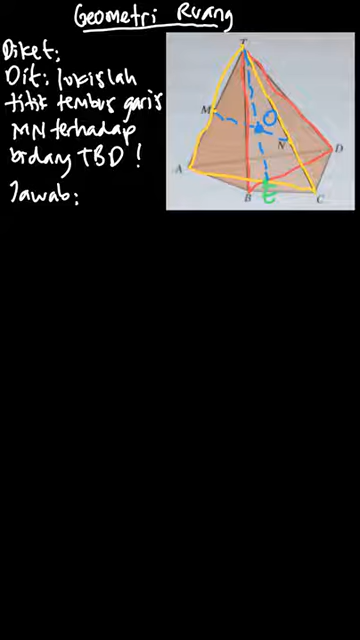 Geometri Ruang
Diket:
Dit: lukislah
titik tembus garis
MN terhadap
bidang TBD !
Jawab:
T
M
O
N
A
D
B
E
C